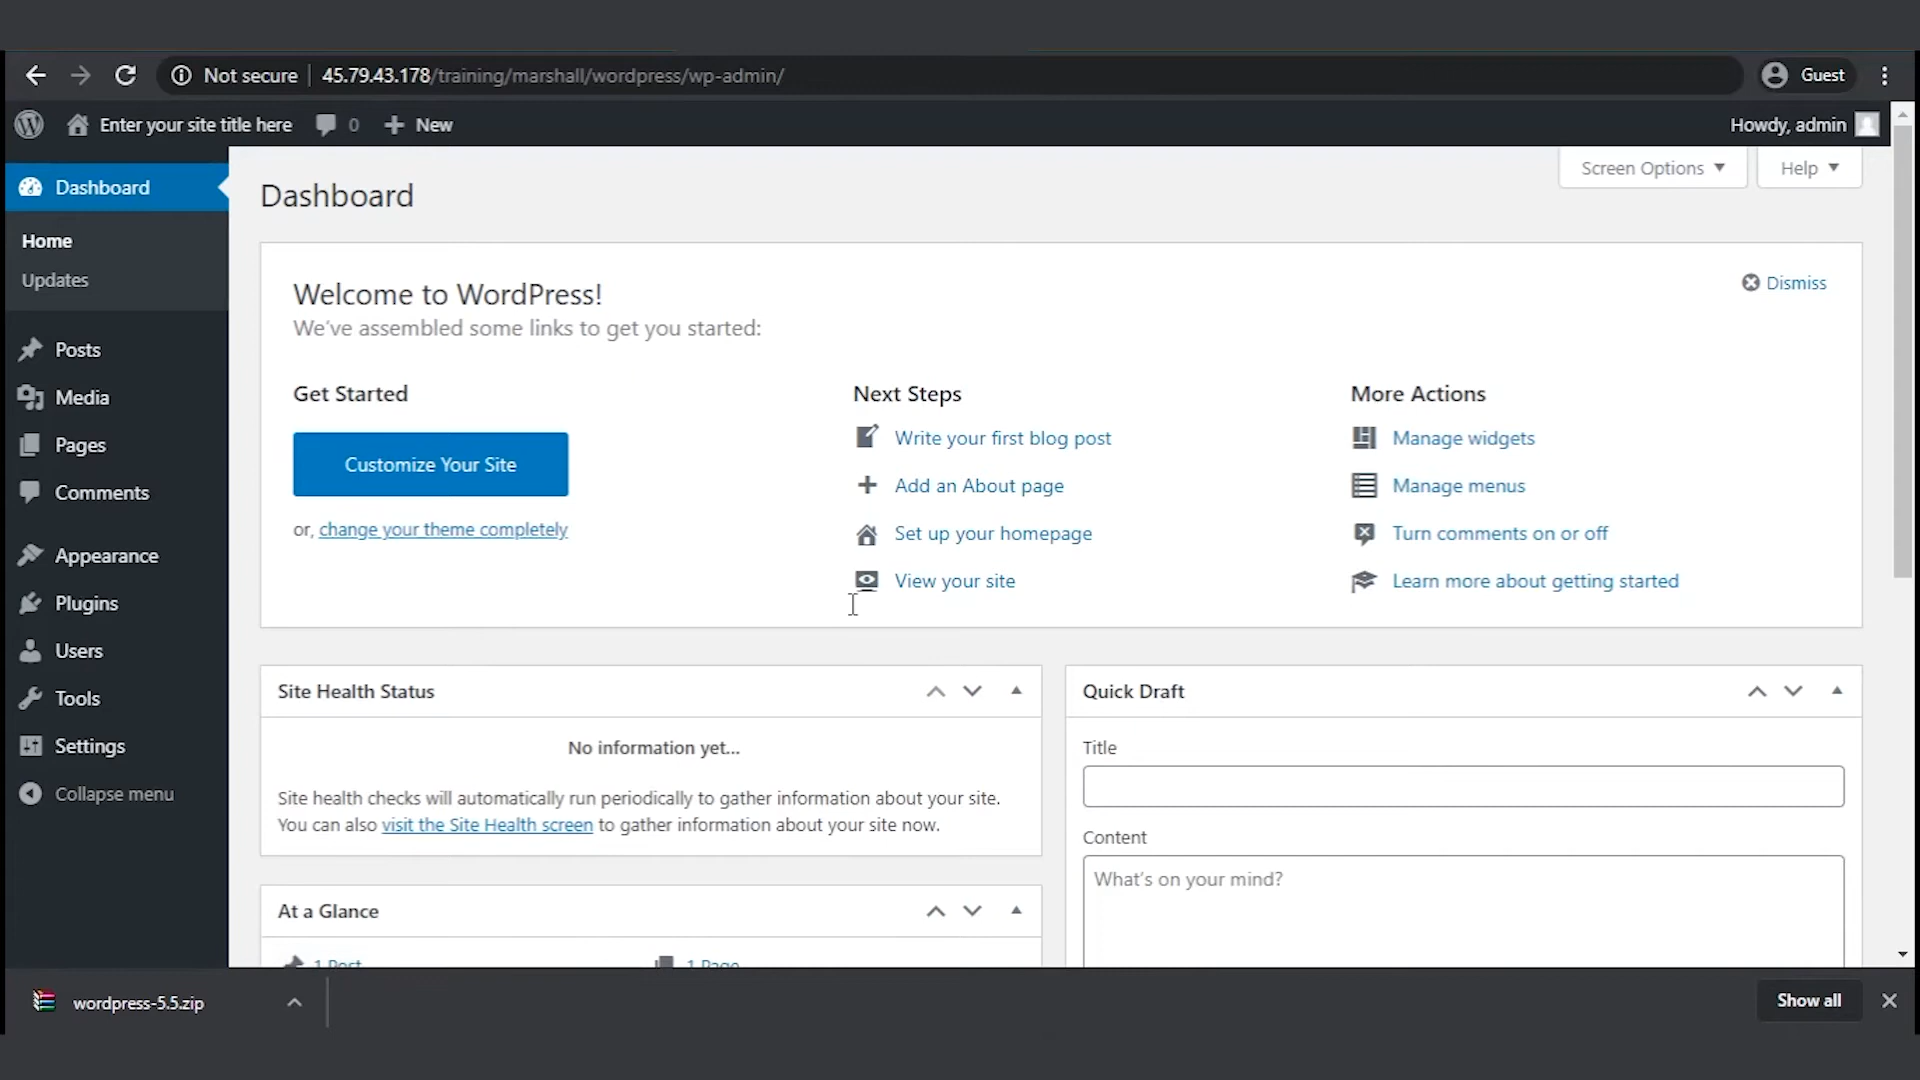 Not secure 45.79.43.178/training/marshall/wordpress/wp-admin/ Guest
Enter your site title here 0 New Howdy, admin
Dashboard
Home
Updates
Posts
Media
Pages
Comments
Appearance
Plugins
Users
Tools
Settings
Collapse menu
Screen Options Help
Dashboard
Welcome to WordPress!
We've assembled some links to get you started:
Dismiss
Get Started
Customize Your Site
or, change your theme completely
Next Steps
Write your first blog post
Add an About page
Set up your homepage
View your site
More Actions
Manage widgets
Manage menus
Turn comments on or off
Learn more about getting started
Site Health Status
No information yet...
Site health checks will automatically run periodically to gather information about your site.
You can also visit the Site Health screen to gather information about your site now.
At a Glance
1 Post 1 Page
Quick Draft
Title
Content
What's on your mind?
wordpress-5.5.zip Show all